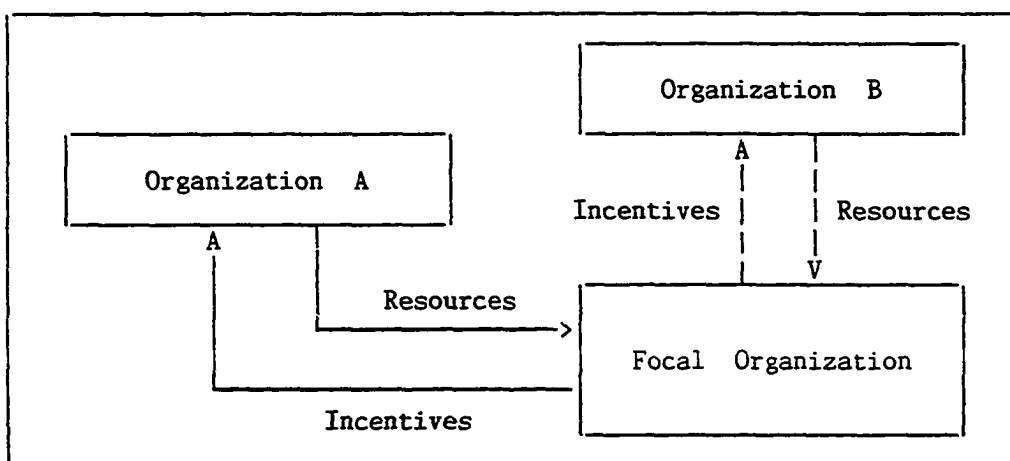 Organization B
Organization A
Incentives Resources
Resources
Focal Organization
Incentives